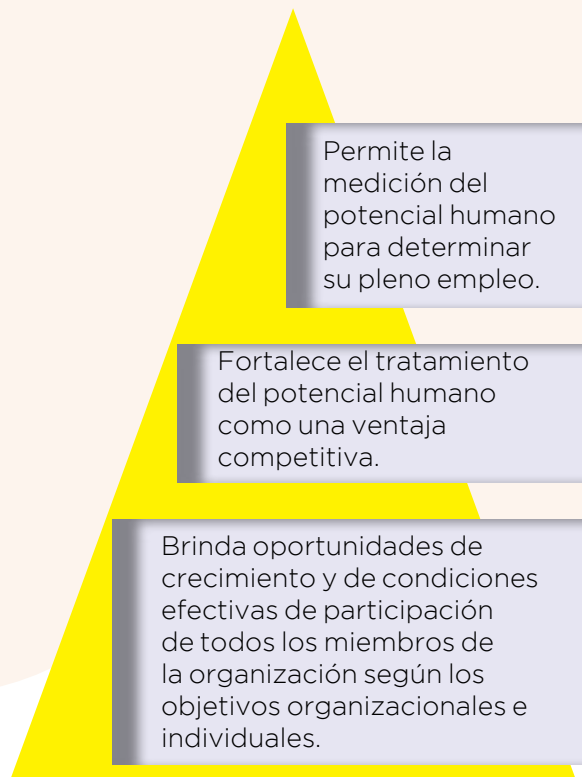 Permite la
medición del
potencial humano
para determinar
su pleno empleo.
Fortalece el tratamiento
del potencial humano
como una ventaja
competitiva.
Brinda oportunidades de
crecimiento y de condiciones
efectivas de participación
de todos los miembros de
la organización según los
objetivos organizacionales e
individuales.